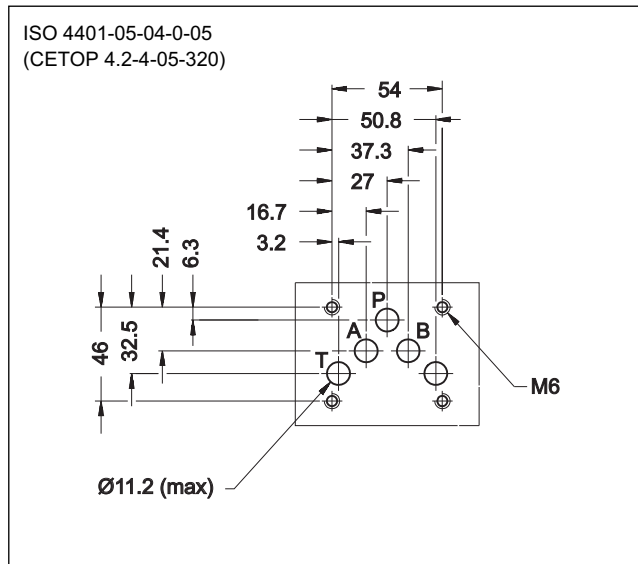 ISO 4401-05-04-0-05
(CETOP 4.2-4-05-320)
54
50.8
37.3
27
16.7
3.2
21.4
6.3
46
32.5
P
A
B
T
M6
Ø11.2 (max)